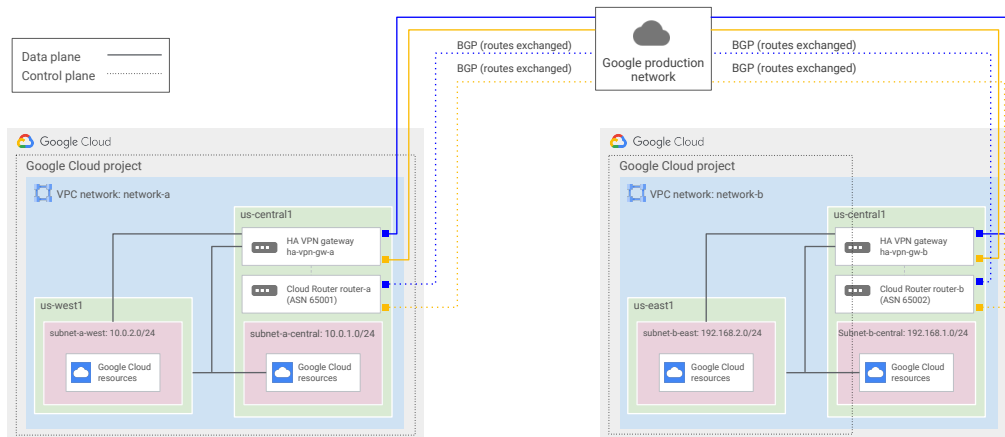 Data plane
Control plane
BGP (routes exchanged)
BGP (routes exchanged)
Google production
network
BGP (routes exchanged)
BGP (routes exchanged)
Google Cloud
Google Cloud project
VPC network: network-a
us-central1
HA VPN gateway
ha-vpn-gw-a
Cloud Router router-a
(ASN 65001)
us-west1
subnet-a-west: 10.0.2.0/24
Google Cloud
resources
subnet-a-central: 10.0.1.0/24
Google Cloud
resources
Google Cloud
Google Cloud project
VPC network: network-b
us-central1
HA VPN gateway
ha-vpn-gw-b
Cloud Router router-b
(ASN 65002)
us-east1
subnet-b-east: 192.168.2.0/24
Google Cloud
resources
Subnet-b-central: 192.168.1.0/24
Google Cloud
resources